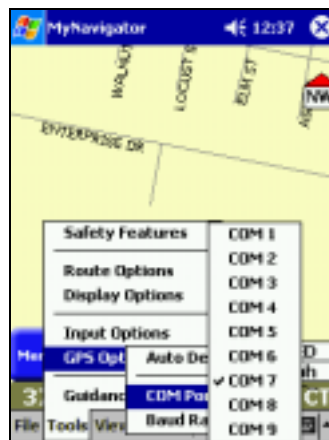 MyNavigator 12:37
WALNUT
LOCUST S
ELM ST
NW
ENTERPRISE DR
Safety Features
Route Options
Display Options
Input Options
GPS Opt
Guidanc
Auto De
COM Po
Baud Ra
COM 1
COM 2
COM 3
COM 4
COM 5
COM 6
COM 7
COM 8
COM 9
Me
File Tools View